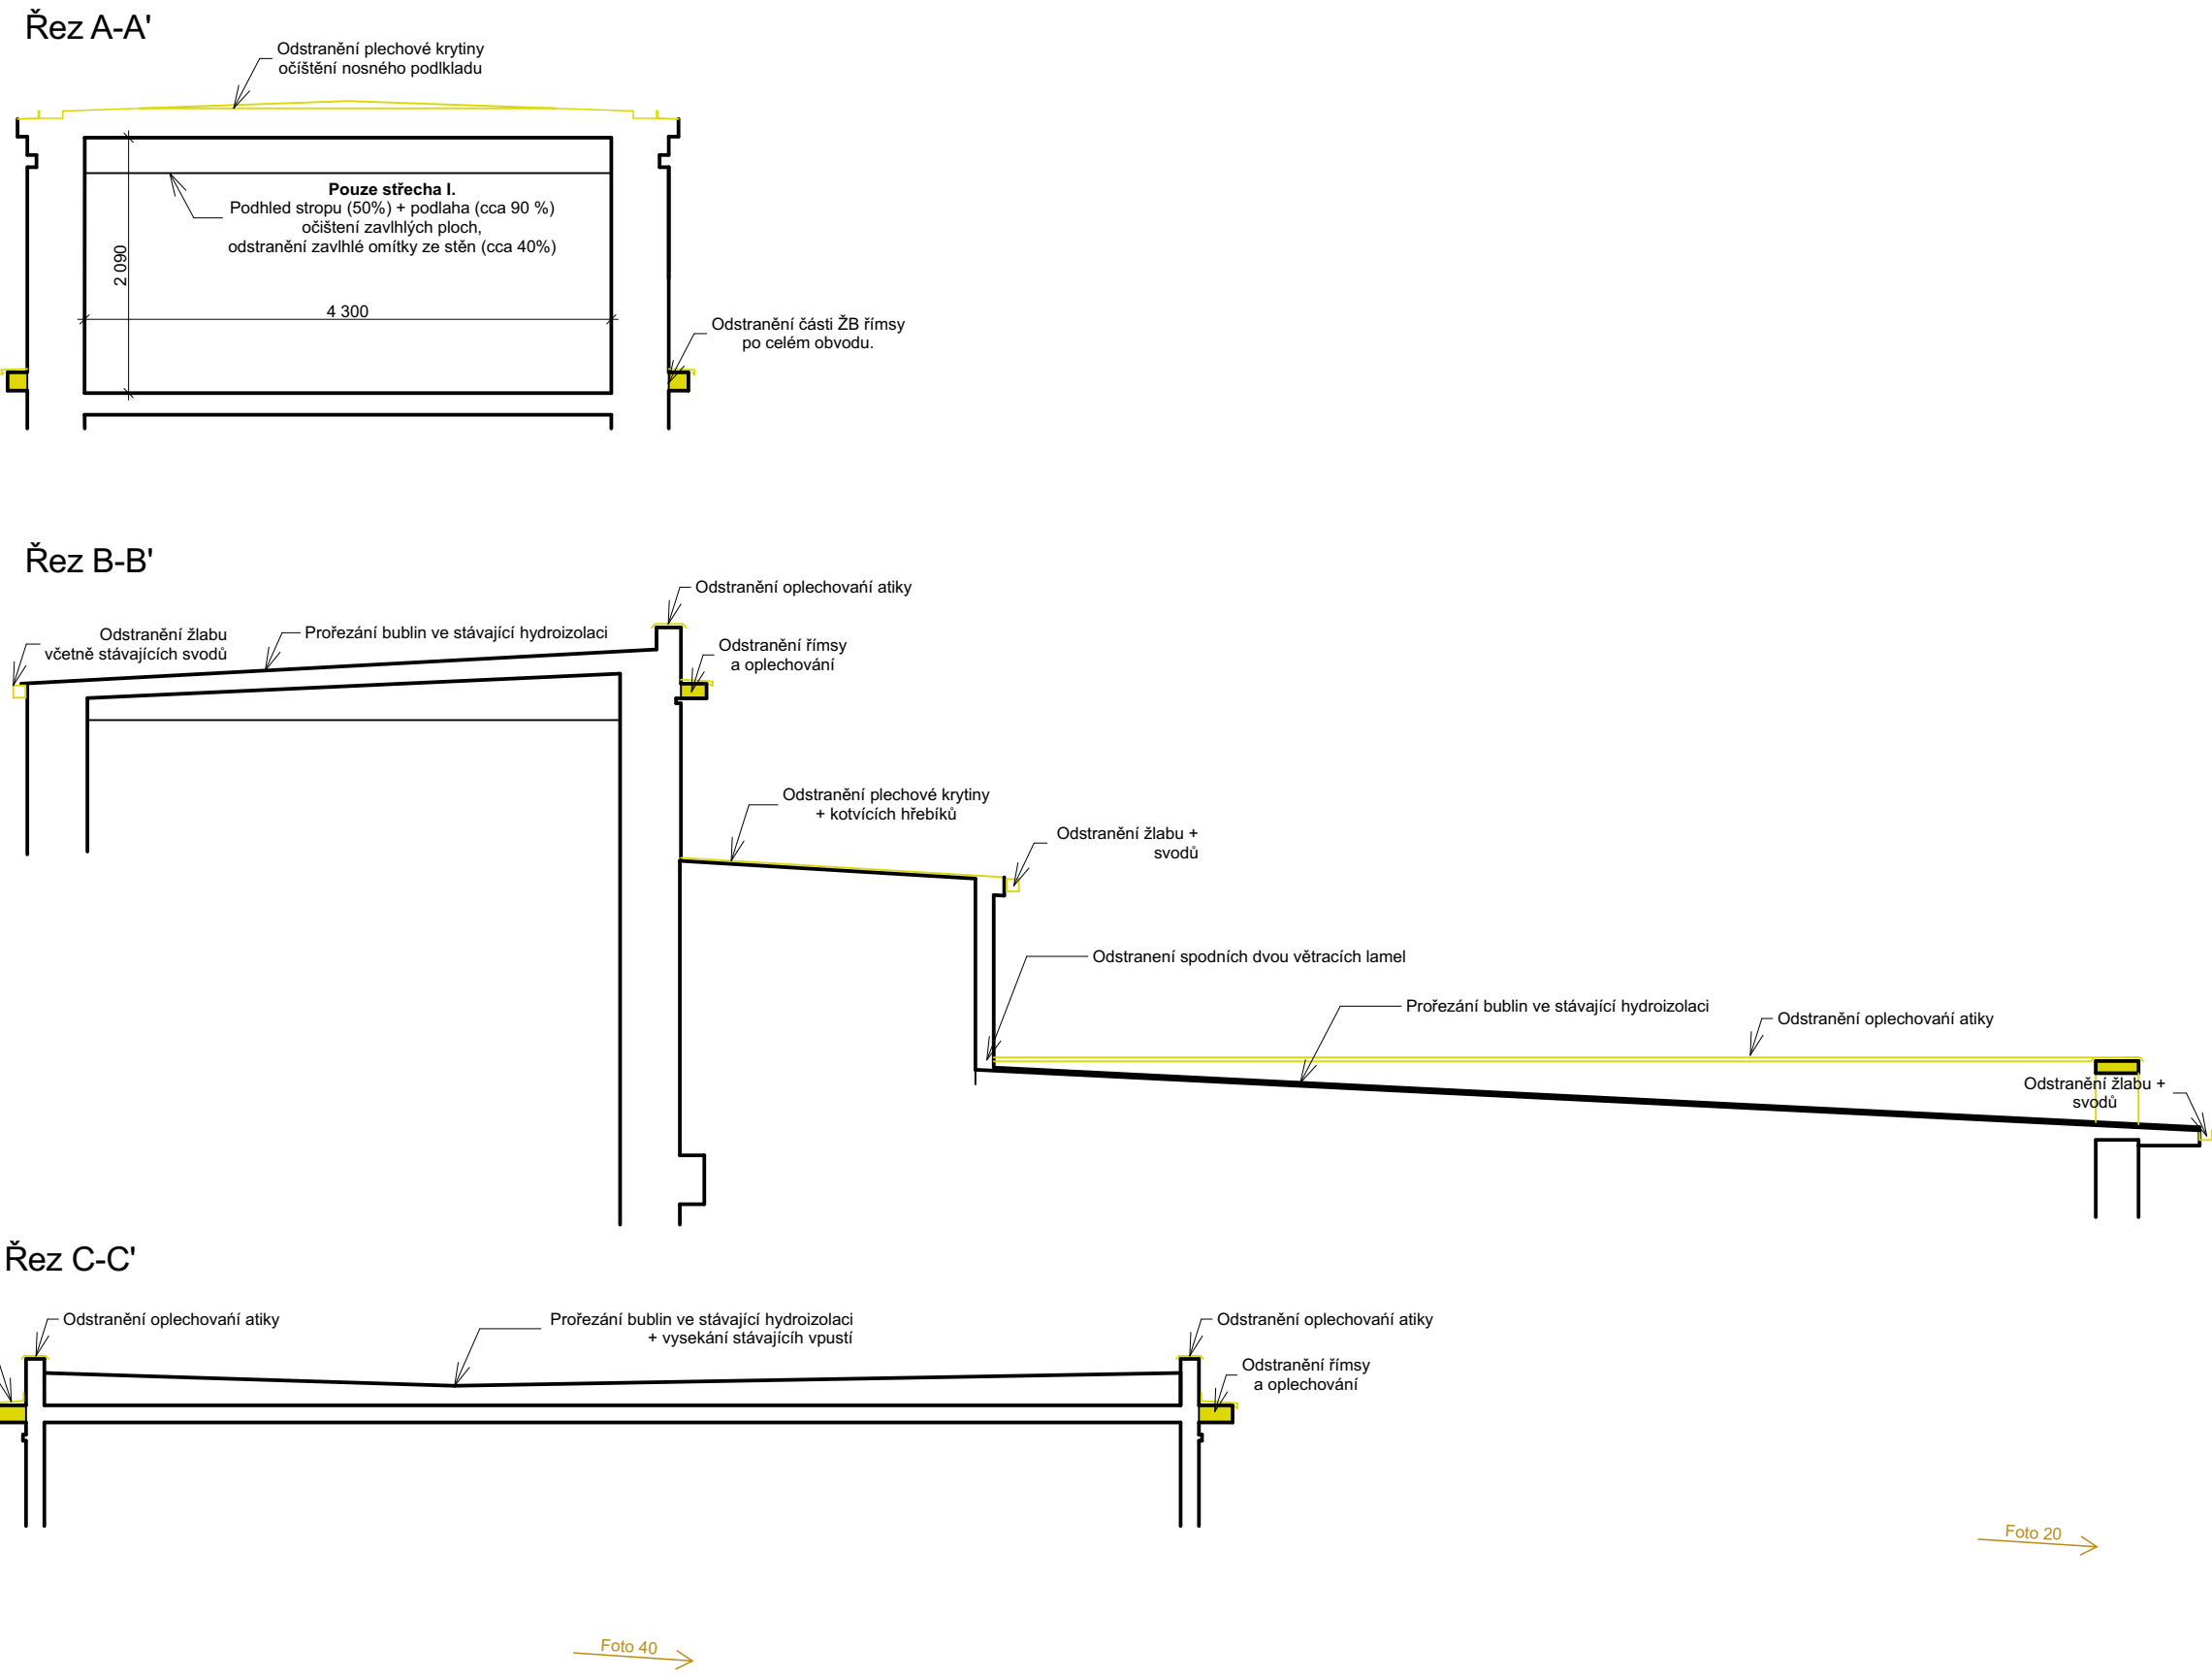 Řez A-A'
Odstranění plechové krytiny
očíštění nosného podlkladu
Pouze střecha I.
Podhled stropu (50%) + podlaha (cca 90 %)
očištení zavlhlých ploch,
odstranění zavlhlé omítky ze stěn (cca 40%)
2 090
4 300
Odstranění části ŽB římsy
po celém obvodu.
Řez B-B'
Odstranění oplechovańí atiky
Odstranění žlabu
včetně stávajících svodů
Prořezání bublin ve stávající hydroizolaci
Odstranění římsy
a oplechování
Odstranění plechové krytiny
+ kotvících hřebíků
Odstranění žlabu +
svodů
Odstranení spodních dvou větracích lamel
Prořezání bublin ve stávající hydroizolaci
Odstranění oplechovańí atiky
Odstranění žlabu +
svodů
Řez C-C'
Odstranění oplechovańí atiky
Prořezání bublin ve stávající hydroizolaci
+ vysekání stávajícíh vpustí
Odstranění oplechovańí atiky
Odstranění římsy
a oplechování
Foto 20
Foto 40